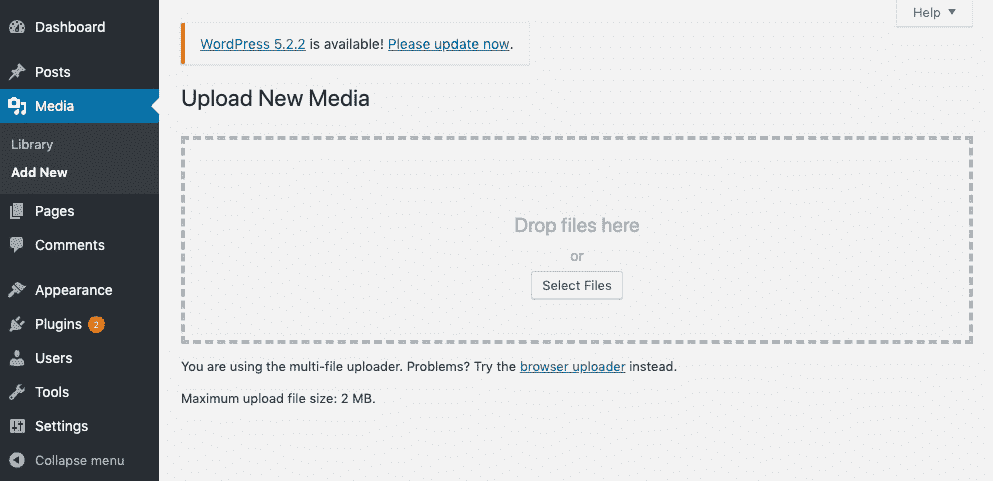 Dashboard
Posts
Media
Library
Add New
Pages
Comments
Appearance
Plugins 2
Users
Tools
Settings
Collapse menu
Help
WordPress 5.2.2 is available! Please update now.
Upload New Media
Drop files here
or
Select Files
You are using the multi-file uploader. Problems? Try the browser uploader instead.
Maximum upload file size: 2 MB.